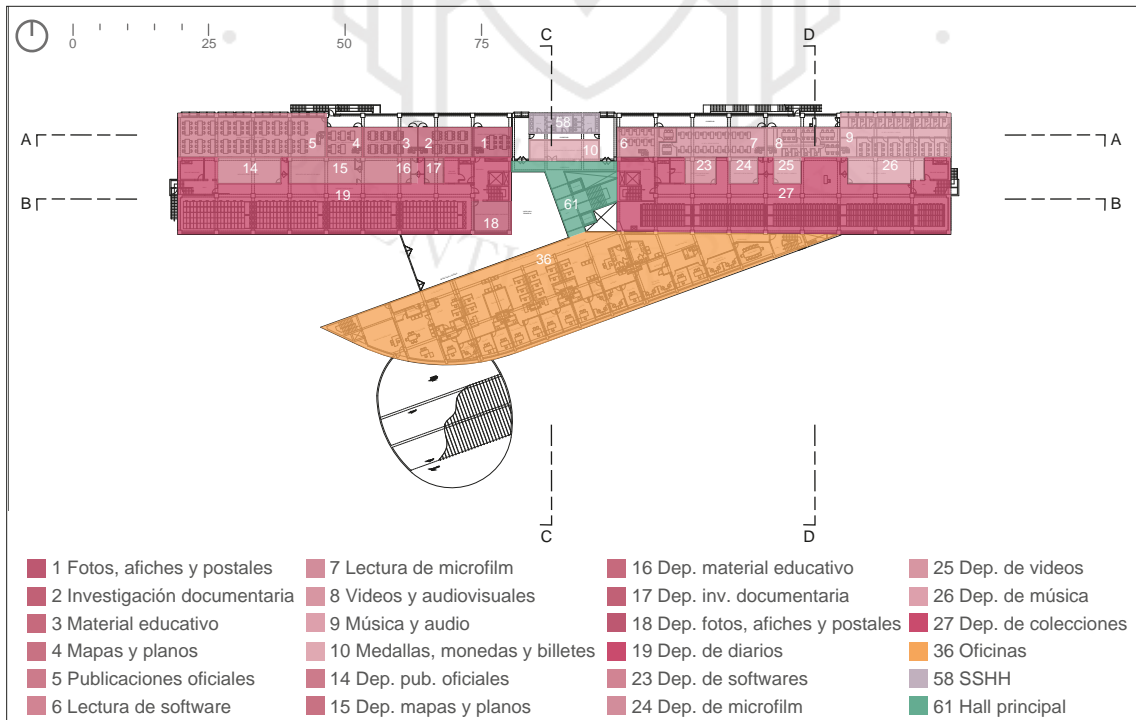 0 25 50 75
C D
58
A 5 4 3 2 1 10 6 7 8 9 A
14 15 16 17 23 24 25 26
B 19 27 B
18 61
36
C D
1 Fotos, afiches y postales
2 Investigación documentaria
3 Material educativo
4 Mapas y planos
5 Publicaciones oficiales
6 Lectura de software
7 Lectura de microfilm
8 Videos y audiovisuales
9 Música y audio
10 Medallas, monedas y billetes
14 Dep. pub. oficiales
15 Dep. mapas y planos
16 Dep. material educativo
17 Dep. inv. documentaria
18 Dep. fotos, afiches y postales
19 Dep. de diarios
23 Dep. de softwares
24 Dep. de microfilm
25 Dep. de videos
26 Dep. de música
27 Dep. de colecciones
36 Oficinas
58 SSHH
61 Hall principal